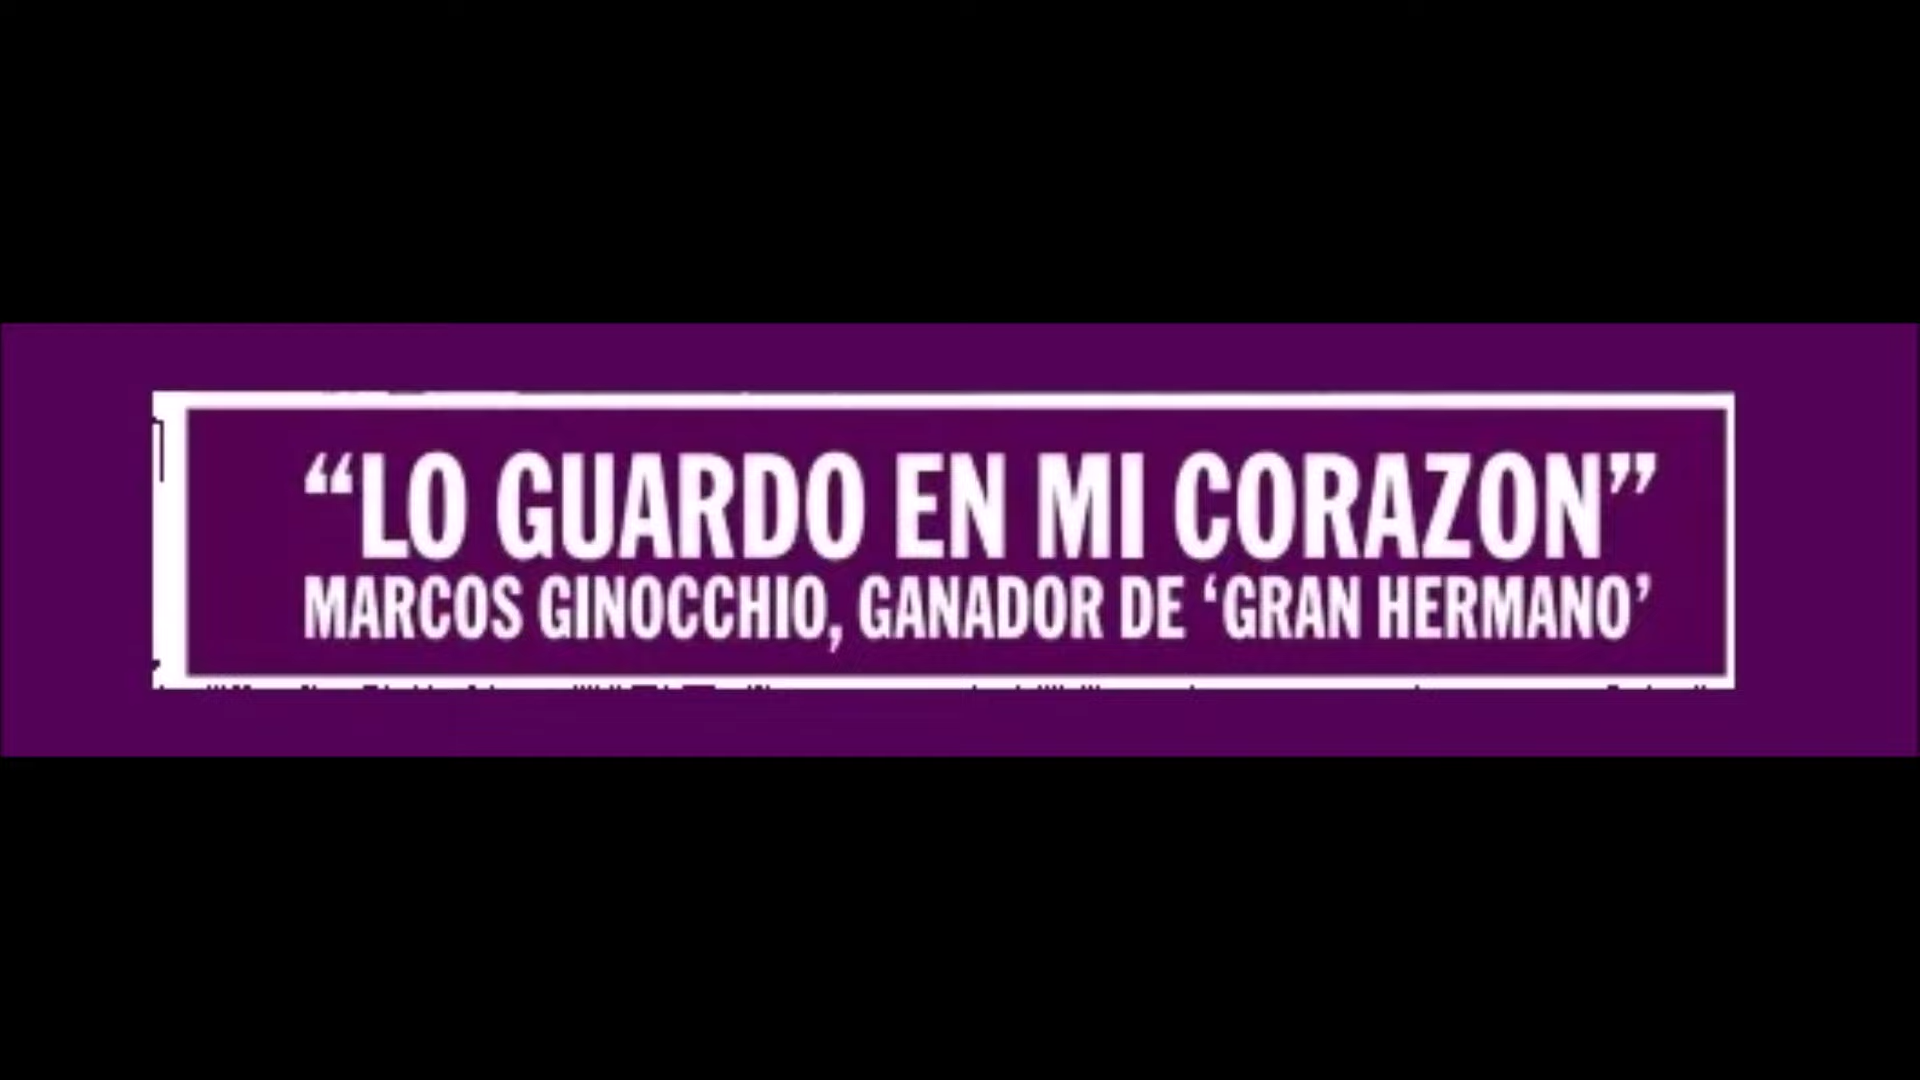 “LO GUARDO EN MI CORAZON”
MARCOS GINOCCHIO, GANADOR DE ‘GRAN HERMANO’